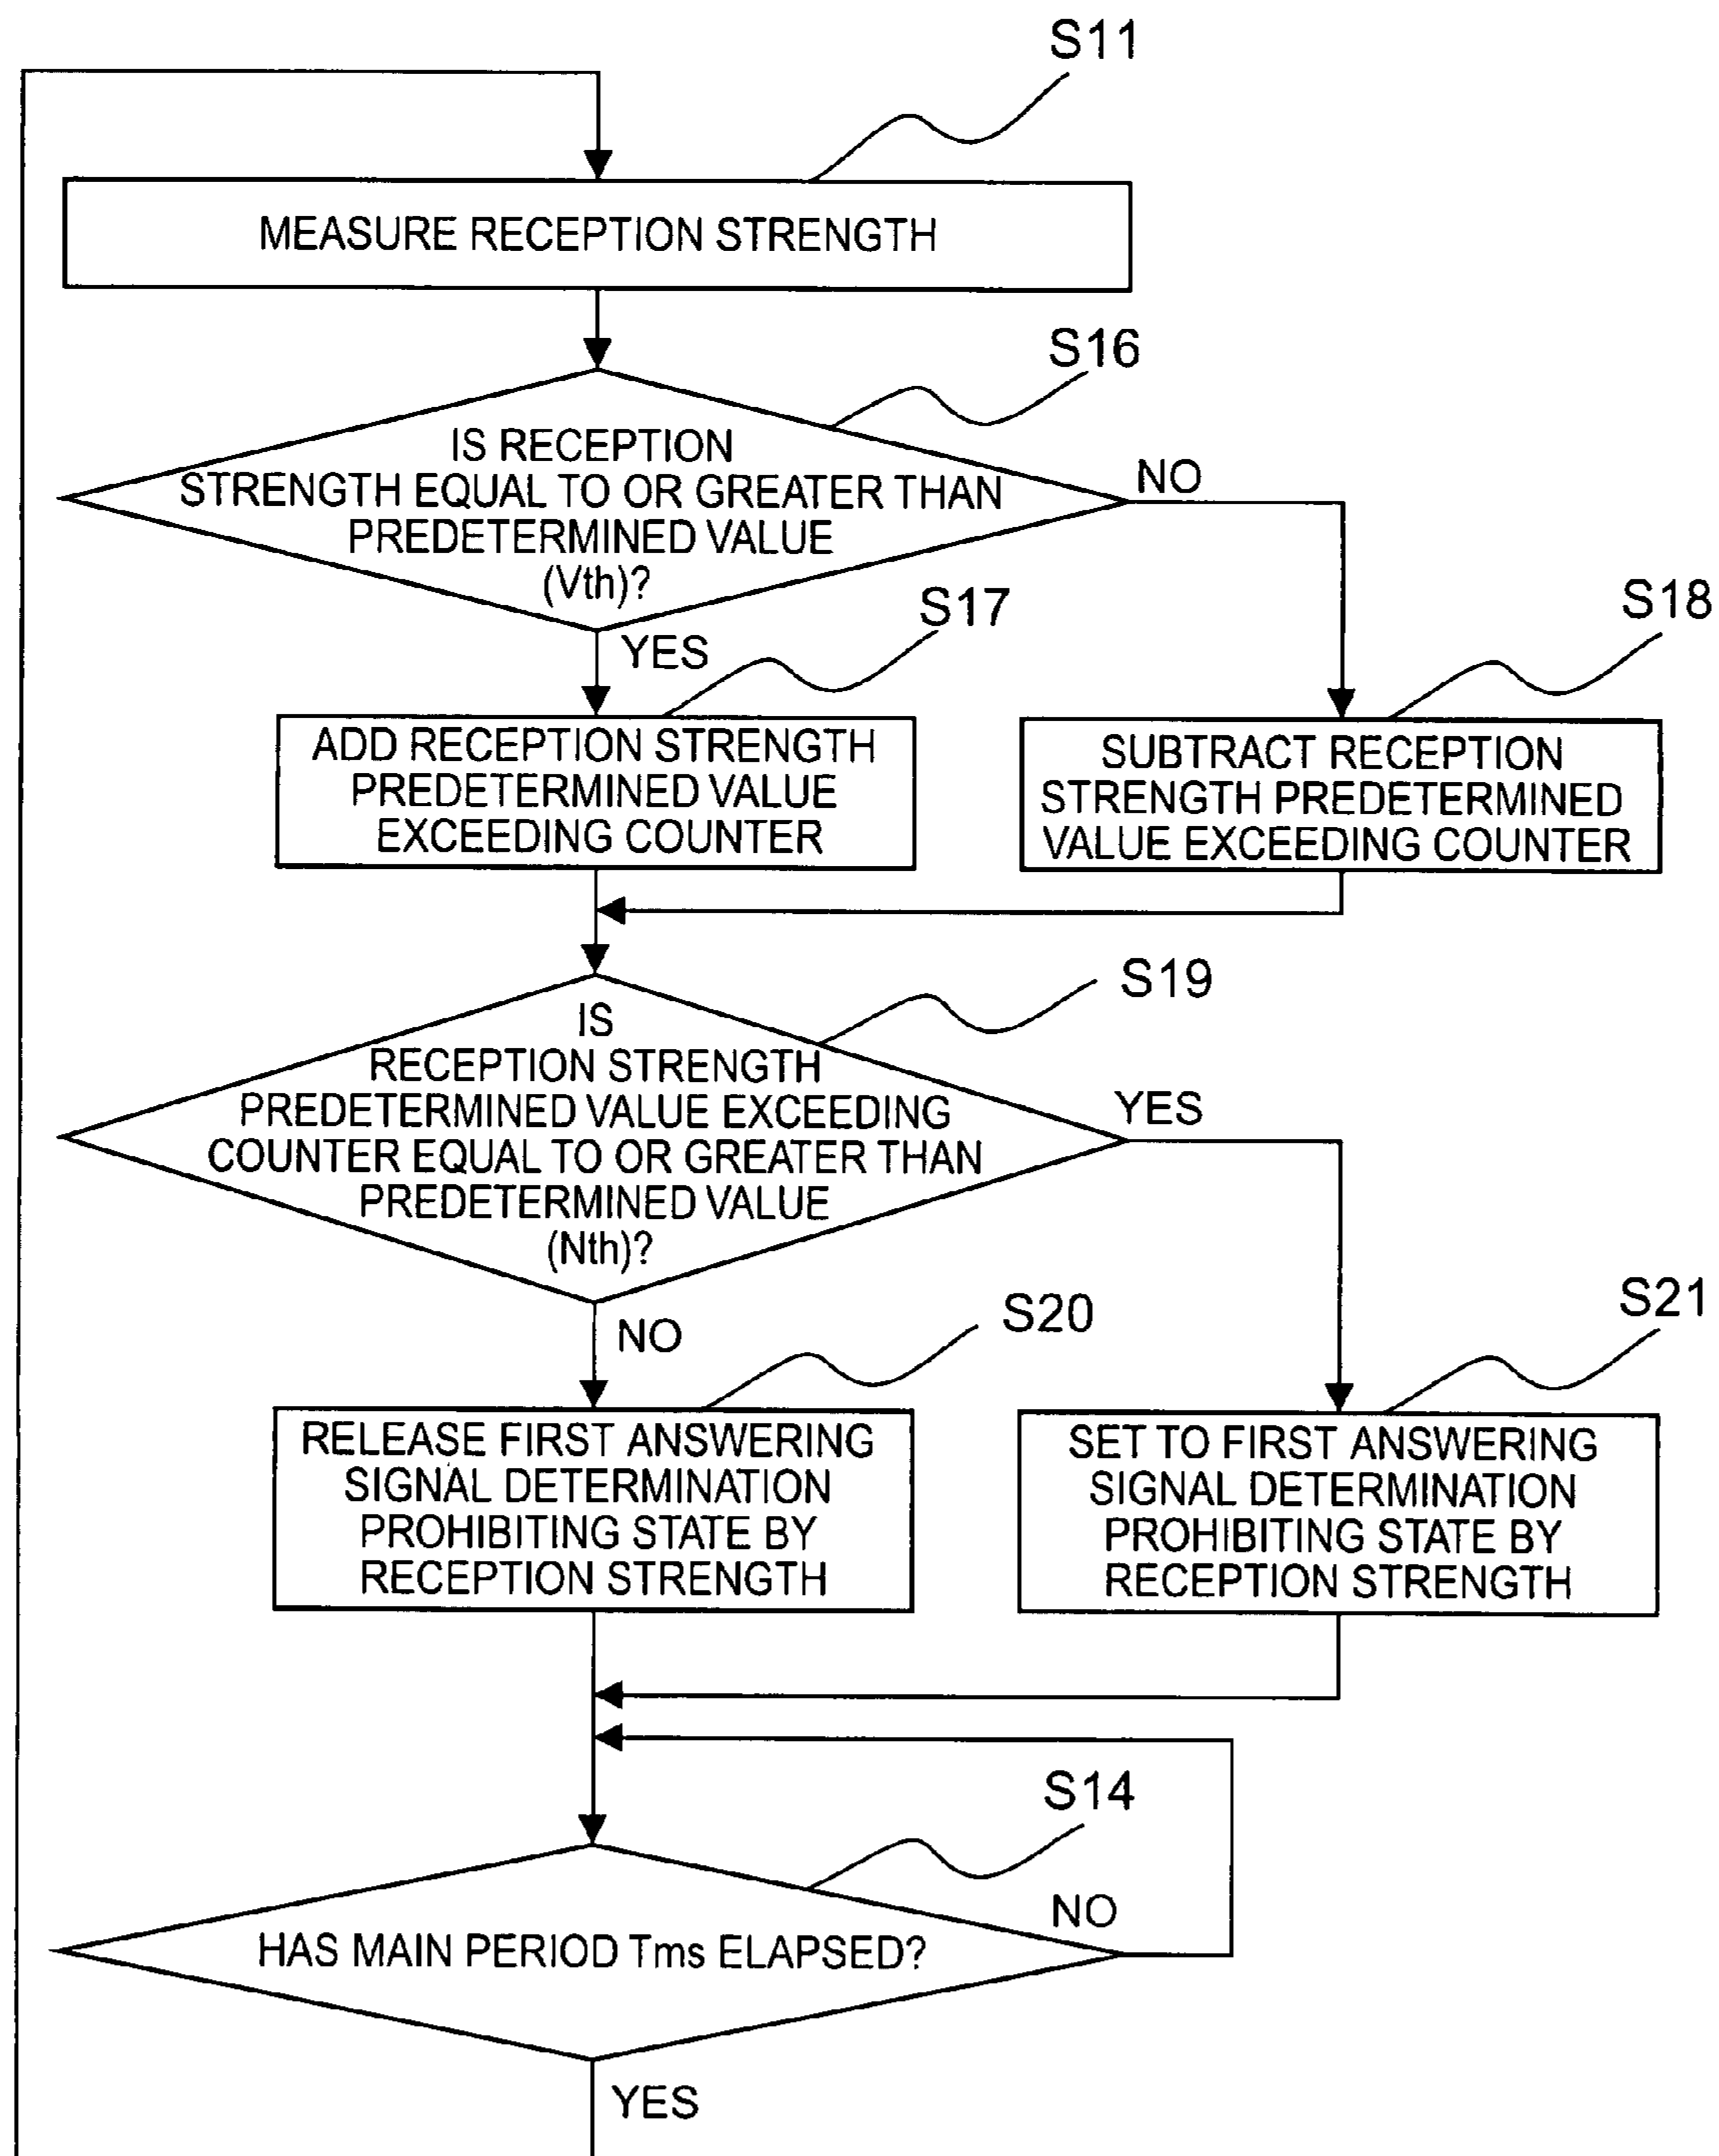 S11
MEASURE RECEPTION STRENGTH
S16
IS RECEPTION
STRENGTH EQUAL TO OR GREATER THAN
PREDETERMINED VALUE
(Vth)?
NO
YES
S17
S18
ADD RECEPTION STRENGTH
PREDETERMINED VALUE
EXCEEDING COUNTER
SUBTRACT RECEPTION
STRENGTH PREDETERMINED
VALUE EXCEEDING COUNTER
S19
IS
RECEPTION STRENGTH
PREDETERMINED VALUE EXCEEDING
COUNTER EQUAL TO OR GREATER THAN
PREDETERMINED VALUE
(Nth)?
YES
NO
S20
S21
RELEASE FIRST ANSWERING
SIGNAL DETERMINATION
PROHIBITING STATE BY
RECEPTION STRENGTH
SET TO FIRST ANSWERING
SIGNAL DETERMINATION
PROHIBITING STATE BY
RECEPTION STRENGTH
S14
HAS MAIN PERIOD Tms ELAPSED?
NO
YES